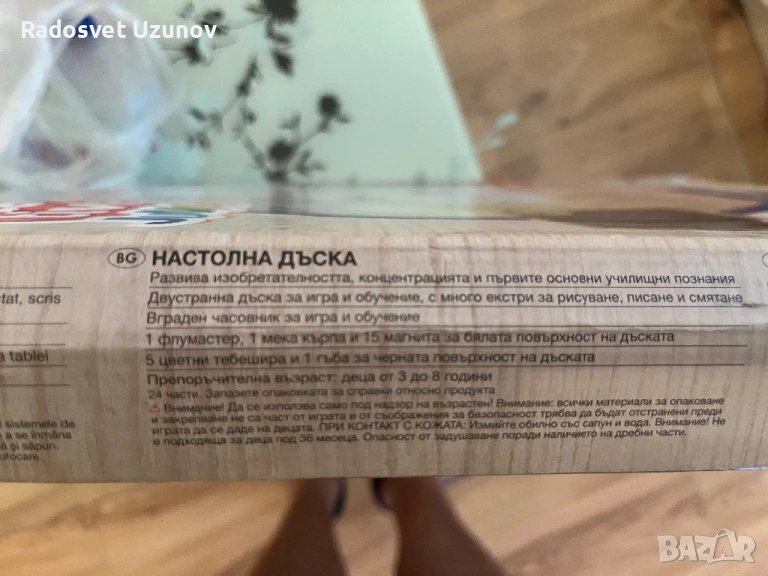 Radosvet Uzunov
BG НАСТОЛНА ДЪСКА
Развива изобретателността, концентрацията и първите основни училищни познания
tat, scris
Двустранна дъска за игра и обучение, с много екстри за рисуване, писане и смятане
Вграден часовник за игра и обучение
1 флумастер, 1 мека кърпа и 15 магнита за бялата повърхност на дъската
a tablei
5 цветни тебешира и 1 гъба за черната повърхност на дъската
Препоръчителна възраст: деца от 3 до 8 години
24 части. Запазете опаковката за справки относно продукта
⚠ Внимание! Да се използва само под надзор на възрастен! Внимание: всички материали за опаковане
и закрепване не са част от играта и от съображения за безопасност трябва да бъдат отстранени преди
sistemele de
играта да се даде на децата. ПРИ КОНТАКТ С КОЖАТА: Измийте обилно със сапун и вода. Внимание! Не
a se înmâna
е подходяща за деца под 36 месеца. Опасност от задушаване поради наличието на дребни части.
și săpun.
BAZAR